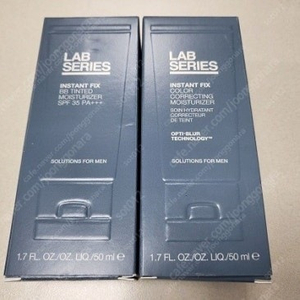 LAB
SERIES
INSTANT FIX
BB TINTED
MOISTURIZER
SPF 35 PA+++
SOLUTIONS FOR MEN
1.7 FL. OZ./OZ. LIQ./50 ml ℮
LAB
SERIES
INSTANT FIX
COLOR
CORRECTING
MOISTURIZER
SOIN HYDRATANT
CORRECTEUR
DE TEINT
OPTI-BLUR
TECHNOLOGY™
SOLUTIONS FOR MEN
1.7 FL. OZ./OZ. LIQ./50 ml ℮